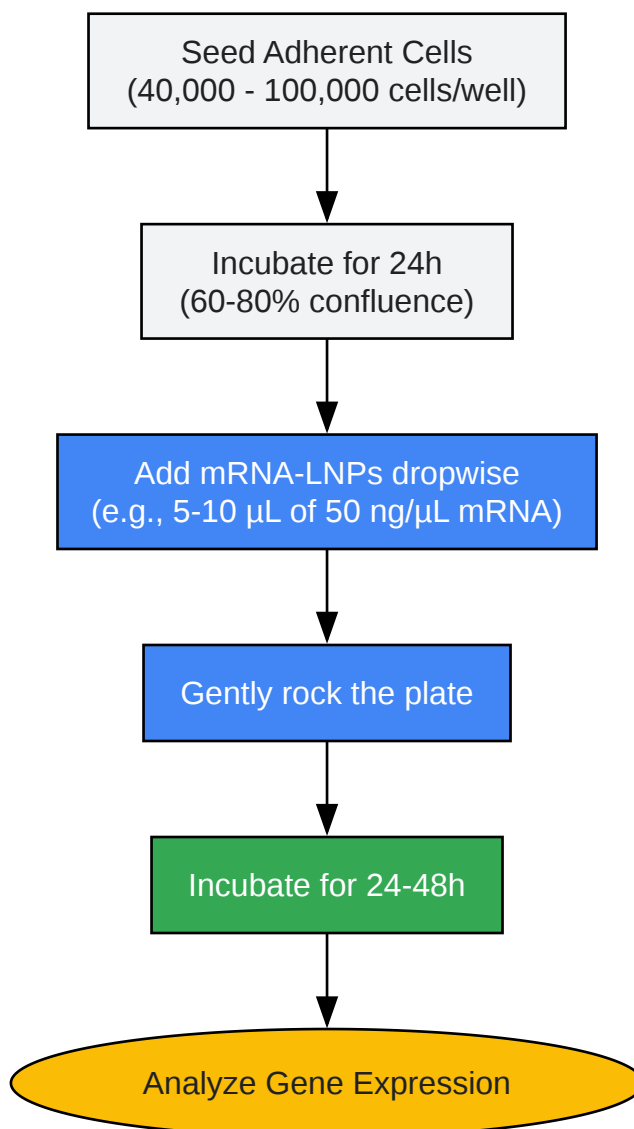 Seed Adherent Cells
(40,000 - 100,000 cells/well)
Incubate for 24h
(60-80% confluence)
Add mRNA-LNPs dropwise
(e.g., 5-10 µL of 50 ng/µL mRNA)
Gently rock the plate
Incubate for 24-48h
Analyze Gene Expression